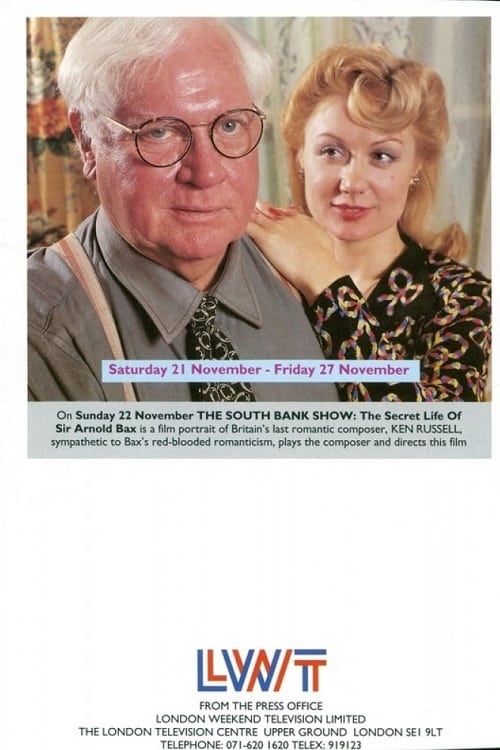 Saturday 21 November - Friday 27 November
On Sunday 22 November THE SOUTH BANK SHOW: The Secret Life Of
Sir Arnold Bax is a film portrait of Britain's last romantic composer, KEN RUSSELL,
sympathetic to Bax's red-blooded romanticism, plays the composer and directs this film
LWT
FROM THE PRESS OFFICE
LONDON WEEKEND TELEVISION LIMITED
THE LONDON TELEVISION CENTRE UPPER GROUND LONDON SE1 9LT
TELEPHONE: 071-620 1620 TELEX: 919123